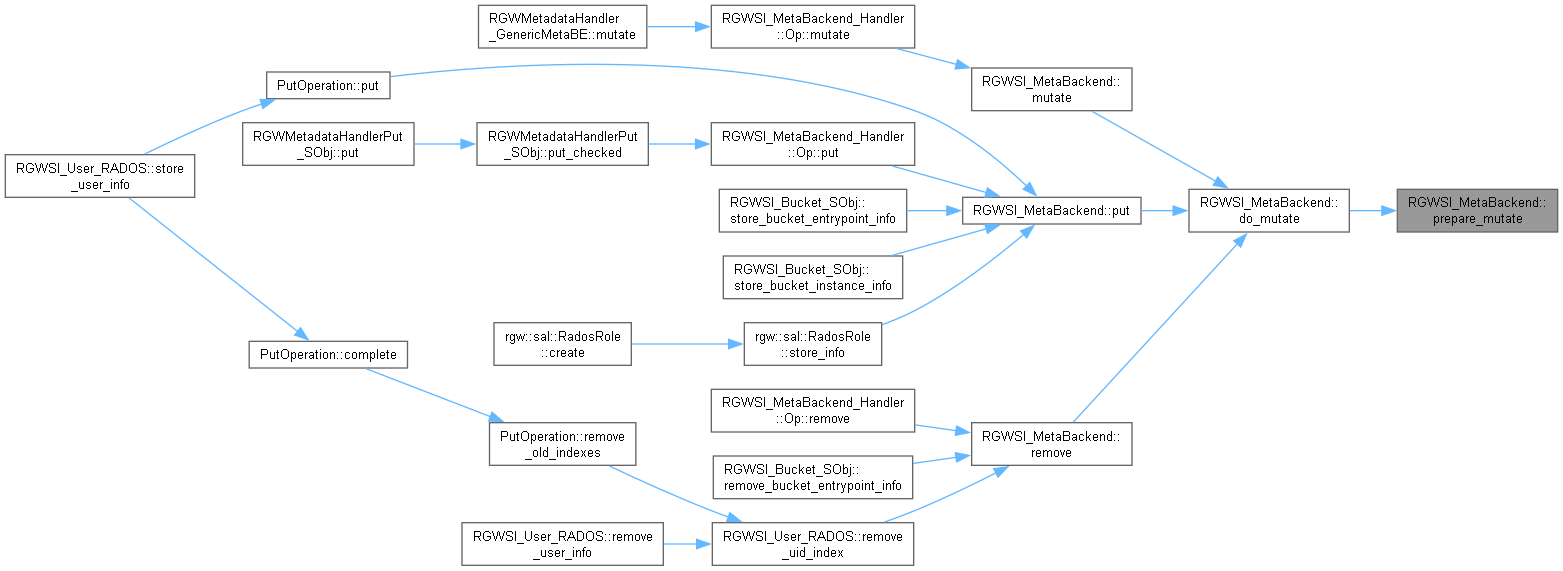 RGWMetadataHandler
_GenericMetaBE::mutate
RGWSI_MetaBackend_Handler
::Op::mutate
RGWSI_MetaBackend::
mutate
PutOperation::put
RGWMetadataHandlerPut
_SObj::put
RGWMetadataHandlerPut
_SObj::put_checked
RGWSI_MetaBackend_Handler
::Op::put
RGWSI_User_RADOS::store
_user_info
RGWSI_Bucket_SObj::
store_bucket_entrypoint_info
RGWSI_MetaBackend::put
RGWSI_MetaBackend::
do_mutate
RGWSI_MetaBackend::
prepare_mutate
RGWSI_Bucket_SObj::
store_bucket_instance_info
rgw::sal::RadosRole
::create
rgw::sal::RadosRole
::store_info
PutOperation::complete
RGWSI_MetaBackend_Handler
::Op::remove
PutOperation::remove
_old_indexes
RGWSI_MetaBackend::
remove
RGWSI_Bucket_SObj::
remove_bucket_entrypoint_info
RGWSI_User_RADOS::remove
_user_info
RGWSI_User_RADOS::remove
_uid_index